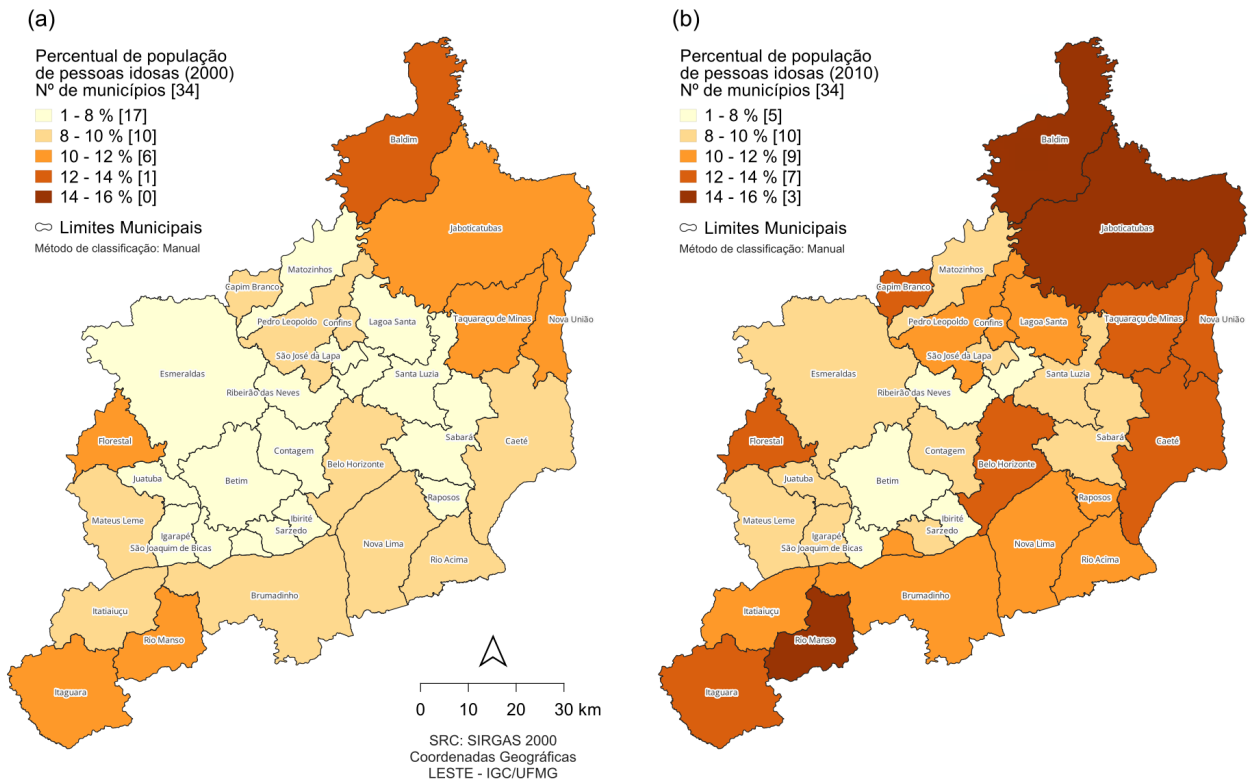 (a)
Percentual de população
de pessoas idosas (2000)
Nº de municípios [34]
1 - 8 % [17]
8 - 10 % [10]
10 - 12 % [6]
12 - 14 % [1]
14 - 16 % [0]
Limites Municipais
Método de classificação: Manual
Baldim
Jaboticatubas
Matozinhos
Capim Branco
Pedro Leopoldo
Confins
Lagoa Santa
Taquaraçu de Minas
Nova União
São José da Lapa
Esmeraldas
Santa Luzia
Ribeirão das Neves
Florestal
Sabará
Caeté
Contagem
Belo Horizonte
Juatuba
Betim
Raposos
Mateus Leme
Ibirité
Igarapé
Sarzedo
São Joaquim de Bicas
Nova Lima
Rio Acima
Brumadinho
Itatiaiuçu
Rio Manso
Itaguara
0 10 20 30 km
SRC: SIRGAS 2000
Coordenadas Geográficas
LESTE - IGC/UFMG
(b)
Percentual de população
de pessoas idosas (2010)
Nº de municípios [34]
1 - 8 % [5]
8 - 10 % [10]
10 - 12 % [9]
12 - 14 % [7]
14 - 16 % [3]
Limites Municipais
Método de classificação: Manual
Baldim
Jaboticatubas
Matozinhos
Capim Branco
Pedro Leopoldo
Confins
Lagoa Santa
Taquaraçu de Minas
Nova União
São José da Lapa
Esmeraldas
Santa Luzia
Ribeirão das Neves
Florestal
Sabará
Caeté
Contagem
Belo Horizonte
Juatuba
Betim
Raposos
Mateus Leme
Ibirité
Igarapé
Sarzedo
São Joaquim de Bicas
Nova Lima
Rio Acima
Brumadinho
Itatiaiuçu
Rio Manso
Itaguara